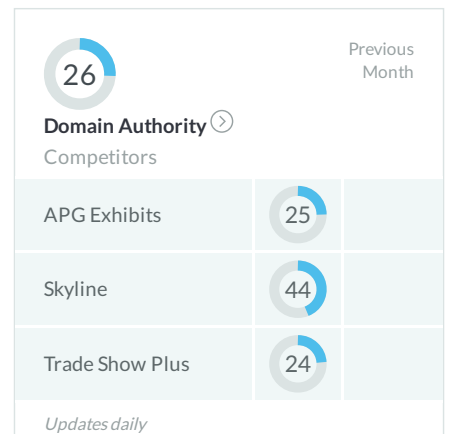 26
Previous
Month
Domain Authority
Competitors
APG Exhibits 25
Skyline 44
Trade Show Plus 24
Updates daily